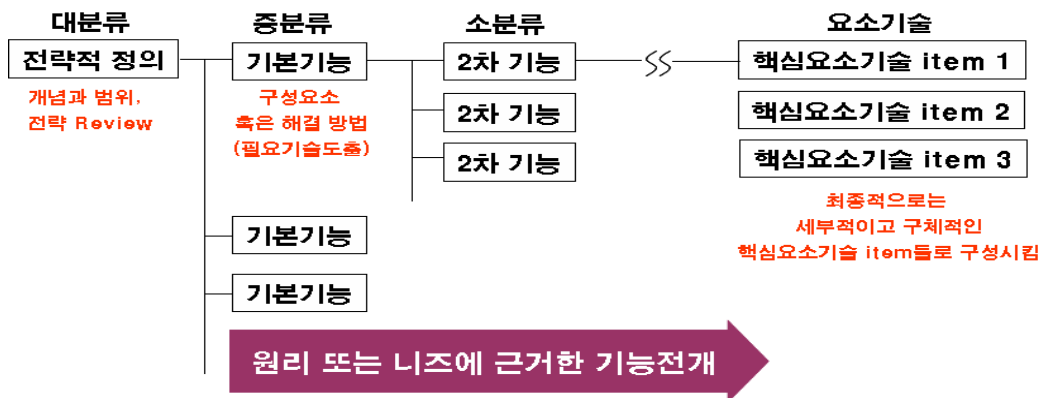 대분류
중분류
소분류
요소기술
전략적 정의
기본기능
2차 기능
핵심요소기술 item 1
개념과 범위,
전략 Review
구성요소
혹은 해결 방법
(필요기술도출)
2차 기능
2차 기능
핵심요소기술 item 2
핵심요소기술 item 3
최종적으로는
세부적이고 구체적인
핵심요소기술 item들로 구성시킴
기본기능
기본기능
원리 또는 니즈에 근거한 기능전개